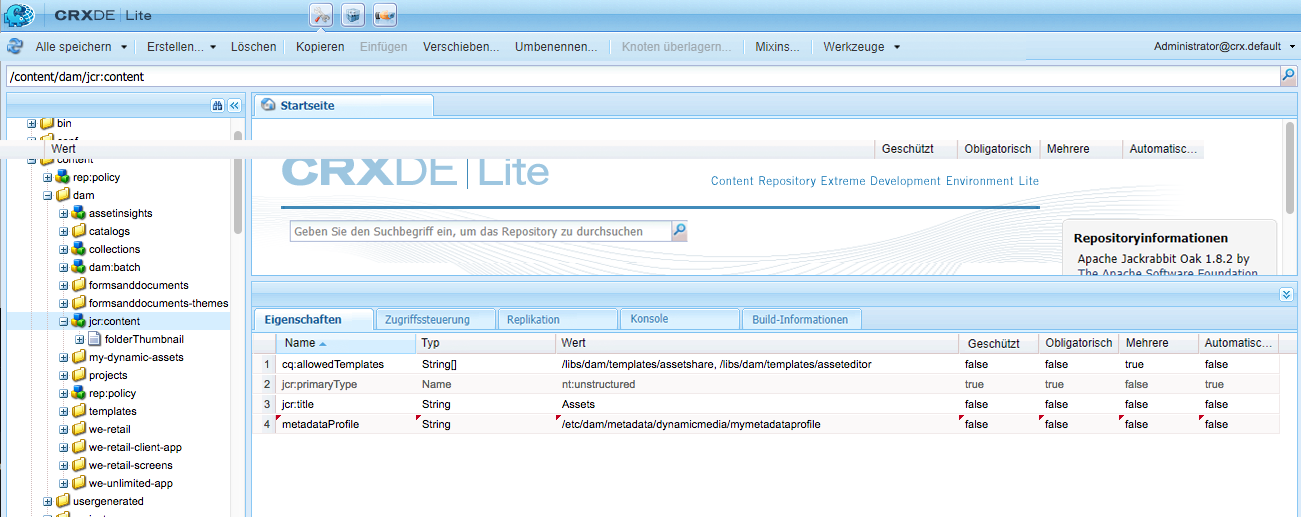 CRXDE | Lite
Alle speichern Erstellen... Löschen Kopieren Einfügen Verschieben... Umbenennen... Knoten überlagern... Mixins... Werkzeuge Administrator@crx.default
/content/dam/jcr:content
Startseite
bin
Wert Geschützt Obligatorisch Mehrere Automatisc...
content
rep:policy
dam
assetinsights
catalogs
collections
dam:batch
formsanddocuments
formsanddocuments-themes
jcr:content
folderThumbnail
my-dynamic-assets
projects
rep:policy
templates
we-retail
we-retail-client-app
we-retail-screens
we-unlimited-app
usergenerated
CRXDE | Lite
Content Repository Extreme Development Environment Lite
Geben Sie den Suchbegriff ein, um das Repository zu durchsuchen
Repositoryinformationen
Apache Jackrabbit Oak 1.8.2 by
The Apache Software Foundation
Eigenschaften Zugriffssteuerung Replikation Konsole Build-Informationen
Name Typ Wert Geschützt Obligatorisch Mehrere Automatisc...
1 cq:allowedTemplates String[] /libs/dam/templates/assetshare, /libs/dam/templates/asseteditor false false true false
2 jcr:primaryType Name nt:unstructured true true false true
3 jcr:title String Assets false false false false
4 metadataProfile String /etc/dam/metadata/dynamicmedia/mymetadataprofile false false false false